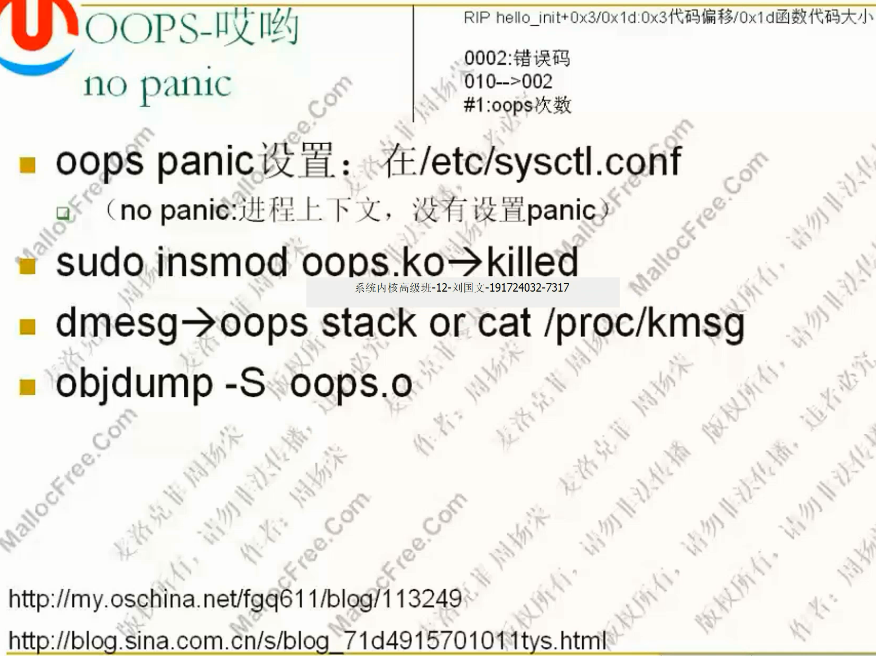 OOPS-哎哟
no panic
RIP hello_init+0x3/0x1d:0x3代码偏移/0x1d函数代码大小
0002:错误码
010-->002
#1:oops次数
oops panic设置：在/etc/sysctl.conf
（no panic:进程上下文，没有设置panic）
sudo insmod oops.ko→killed
系统内核高级班-12-刘国文-191724032-7317
dmesg→oops stack or cat /proc/kmsg
objdump -S oops.o
http://my.oschina.net/fgq611/blog/113249
http://blog.sina.com.cn/s/blog_71d4915701011tys.html
MallocFree.Com
麦洛克菲 周扬荣
版权所有，请勿非法传播，违者必究
作者：周扬荣